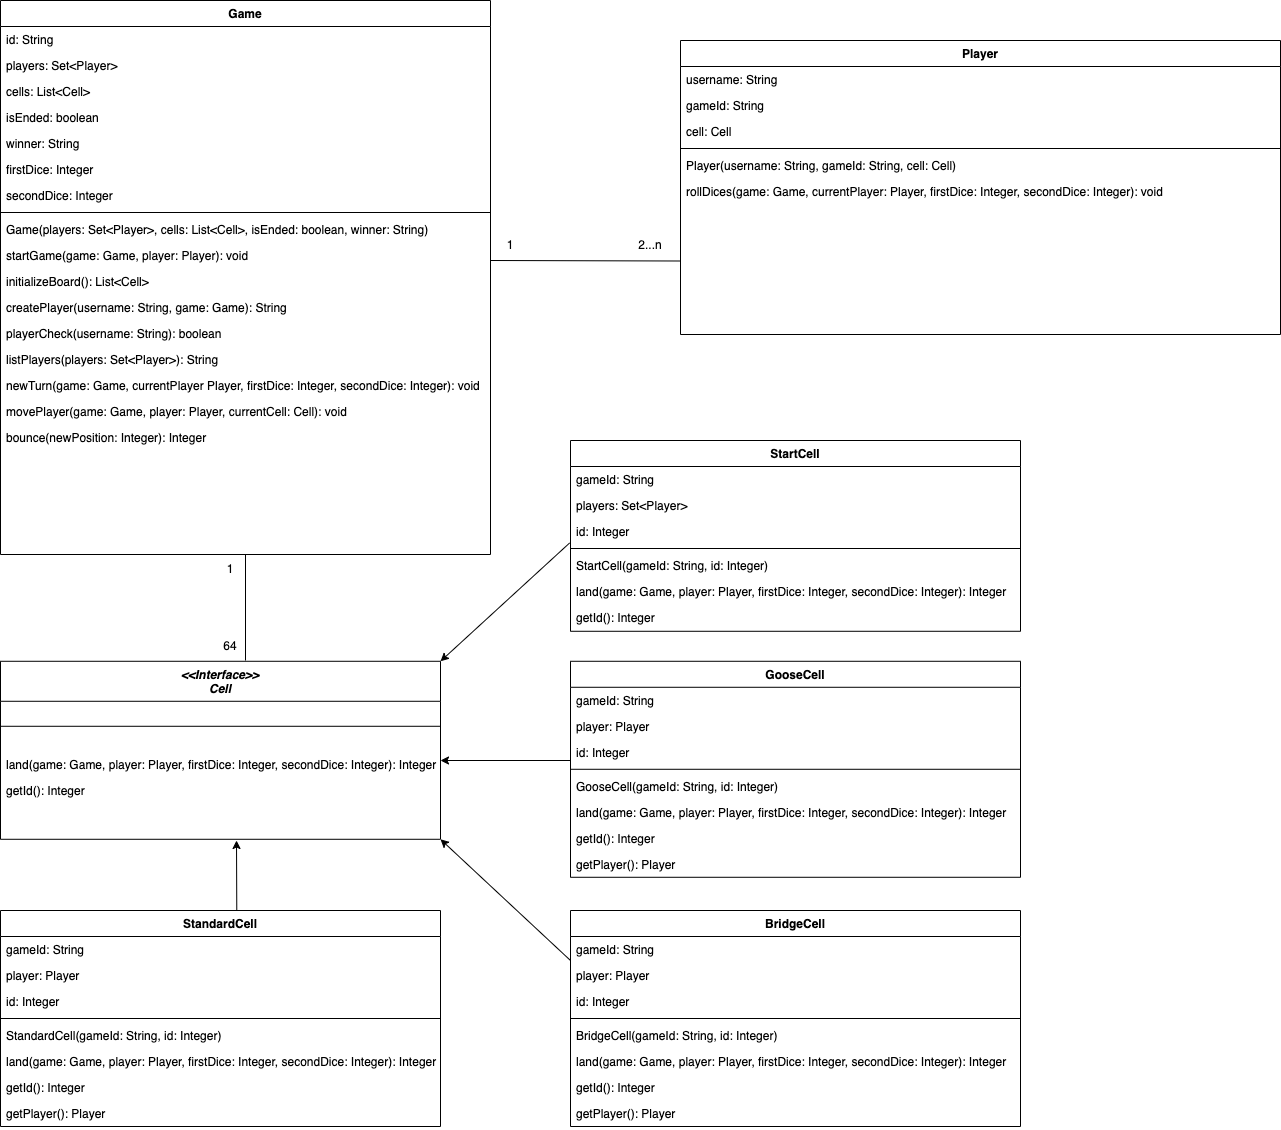 Game
id: String
players: Set<Player>
cells: List<Cell>
isEnded: boolean
winner: String
firstDice: Integer
secondDice: Integer
Game(players: Set<Player>, cells: List<Cell>, isEnded: boolean, winner: String)
startGame(game: Game, player: Player): void
initializeBoard(): List<Cell>
createPlayer(username: String, game: Game): String
playerCheck(username: String): boolean
listPlayers(players: Set<Player>): String
newTurn(game: Game, currentPlayer Player, firstDice: Integer, secondDice: Integer): void
movePlayer(game: Game, player: Player, currentCell: Cell): void
bounce(newPosition: Integer): Integer
1
2...n
Player
username: String
gameId: String
cell: Cell
Player(username: String, gameId: String, cell: Cell)
rollDices(game: Game, currentPlayer: Player, firstDice: Integer, secondDice: Integer): void
1
64
<<Interface>>
Cell
land(game: Game, player: Player, firstDice: Integer, secondDice: Integer): Integer
getId(): Integer
StartCell
gameId: String
players: Set<Player>
id: Integer
StartCell(gameId: String, id: Integer)
land(game: Game, player: Player, firstDice: Integer, secondDice: Integer): Integer
getId(): Integer
GooseCell
gameId: String
player: Player
id: Integer
GooseCell(gameId: String, id: Integer)
land(game: Game, player: Player, firstDice: Integer, secondDice: Integer): Integer
getId(): Integer
getPlayer(): Player
StandardCell
gameId: String
player: Player
id: Integer
StandardCell(gameId: String, id: Integer)
land(game: Game, player: Player, firstDice: Integer, secondDice: Integer): Integer
getId(): Integer
getPlayer(): Player
BridgeCell
gameId: String
player: Player
id: Integer
BridgeCell(gameId: String, id: Integer)
land(game: Game, player: Player, firstDice: Integer, secondDice: Integer): Integer
getId(): Integer
getPlayer(): Player